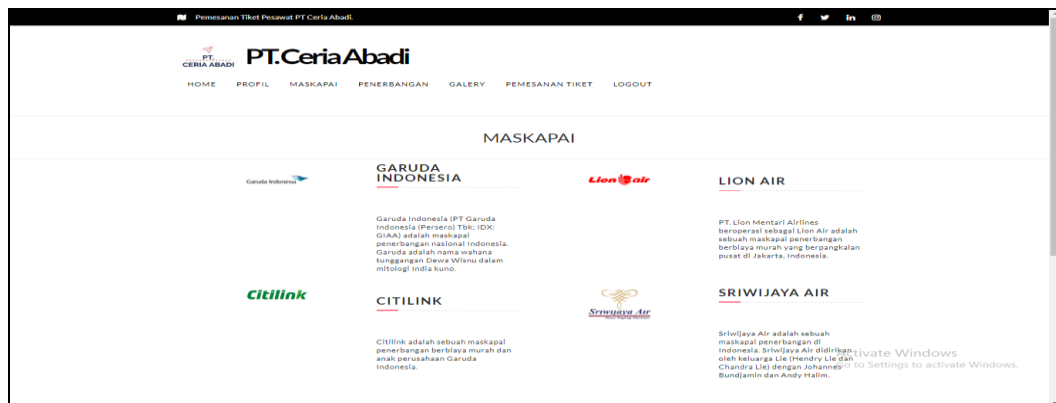 Pemesanan Tiket Pesawat PT Ceria Abadi.
PT.
CERIA ABADI
PT.Ceria Abadi
HOME PROFIL MASKAPAI PENERBANGAN GALERY PEMESANAN TIKET LOGOUT
MASKAPAI
Garuda Indonesia
GARUDA
INDONESIA
Garuda Indonesia (PT Garuda
Indonesia (Persero) Tbk; IDX:
GIAA) adalah maskapai
penerbangan nasional Indonesia.
Garuda adalah nama wahana
tunggangan Dewa Wisnu dalam
mitologi India kuno.
Lion air
LION AIR
PT. Lion Mentari Airlines
beroperasi sebagai Lion Air adalah
sebuah maskapai penerbangan
berbiaya murah yang berpangkalan
pusat di Jakarta, Indonesia.
Citilink
CITILINK
Citilink adalah sebuah maskapai
penerbangan berbiaya murah dan
anak perusahaan Garuda
Indonesia.
Sriwijaya Air
SRIWIJAYA AIR
Sriwijaya Air adalah sebuah
maskapai penerbangan di
Indonesia. Sriwijaya Air didirikan
oleh keluarga Lie (Hendry Lie dan
Chandra Lie) dengan Johannes
Bundjamin dan Andy Halim.
Activate Windows
Go to Settings to activate Windows.